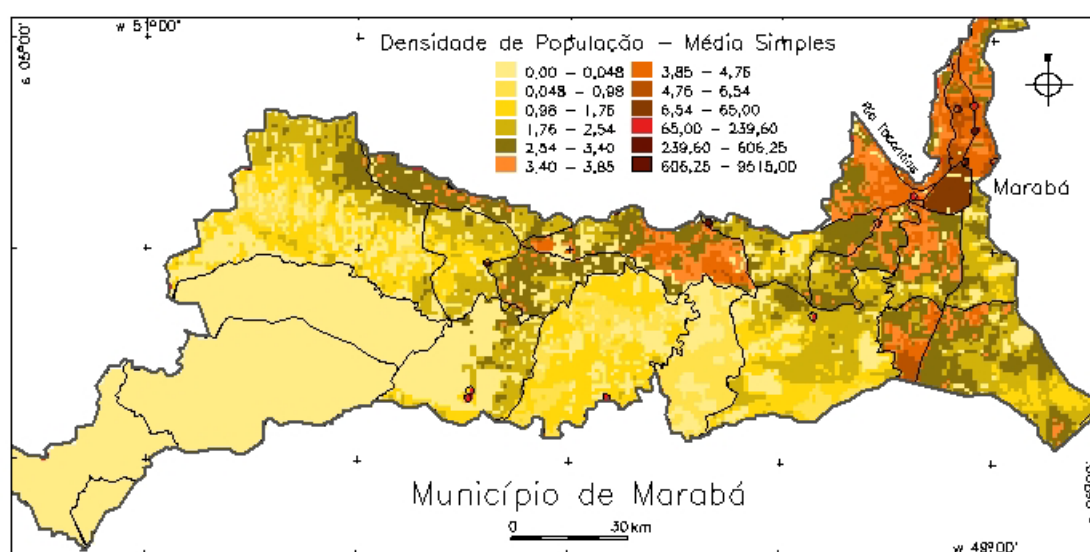 w 51°00'
6 05°00'
Densidade de População – Média Simples
0,00 – 0,048
0,048 – 0,98
0,98 – 1,76
1,76 – 2,54
2,54 – 3,40
3,40 – 3,85
3,85 – 4,76
4,76 – 6,54
6,54 – 65,00
65,00 – 239,60
239,60 – 606,25
606,25 – 9515,00
Rio Tocantins
Marabá
Município de Marabá
0 30 km
w 49°00'